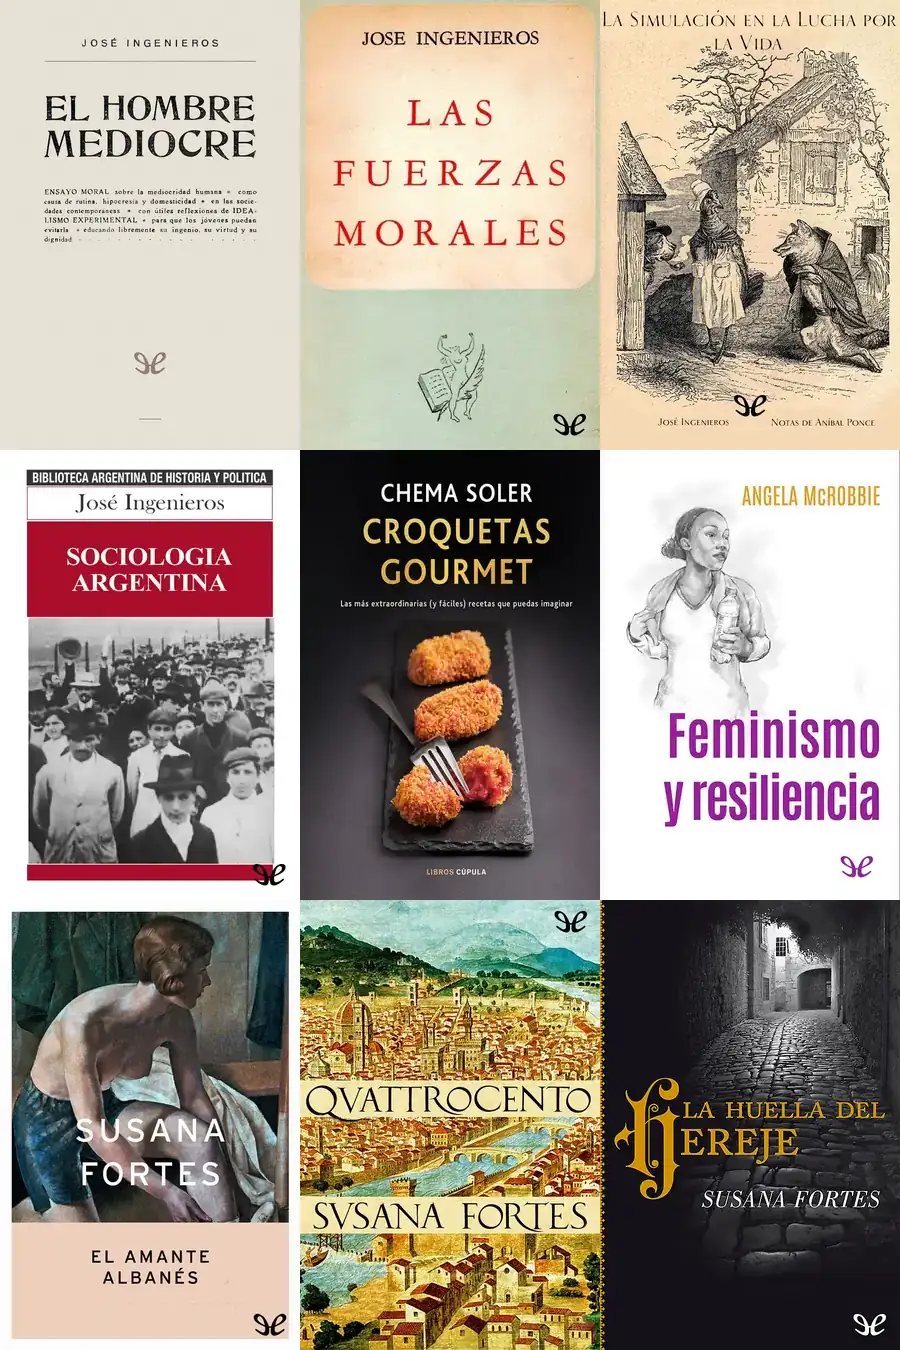 JOSÉ INGENIEROS
EL HOMBRE
MEDIOCRE
ENSAYO MORAL sobre la mediocridad humana + como
causa de rutina, hipocresía y domesticidad + en las socie-
dades contemporáneas + con útiles reflexiones de IDEA-
LISMO EXPERIMENTAL + para que los jóvenes puedan
evitarla + educando libremente su ingenio, su virtud y su
dignidad
JOSE INGENIEROS
LAS
FUERZAS
MORALES
LA SIMULACIÓN EN LA LUCHA POR
LA VIDA
JOSÉ INGENIEROS
NOTAS DE ANÍBAL PONCE
BIBLIOTECA ARGENTINA DE HISTORIA Y POLITICA
José Ingenieros
SOCIOLOGIA
ARGENTINA
CHEMA SOLER
CROQUETAS
GOURMET
Las más extraordinarias (y fáciles) recetas que puedas imaginar
LIBROS CÚPULA
ANGELA McROBBIE
Feminismo
y resiliencia
SUSANA
FORTES
EL AMANTE
ALBANÉS
QVATTROCENTO
SVSANA FORTES
LA HUELLA DEL
HEREJE
SUSANA FORTES